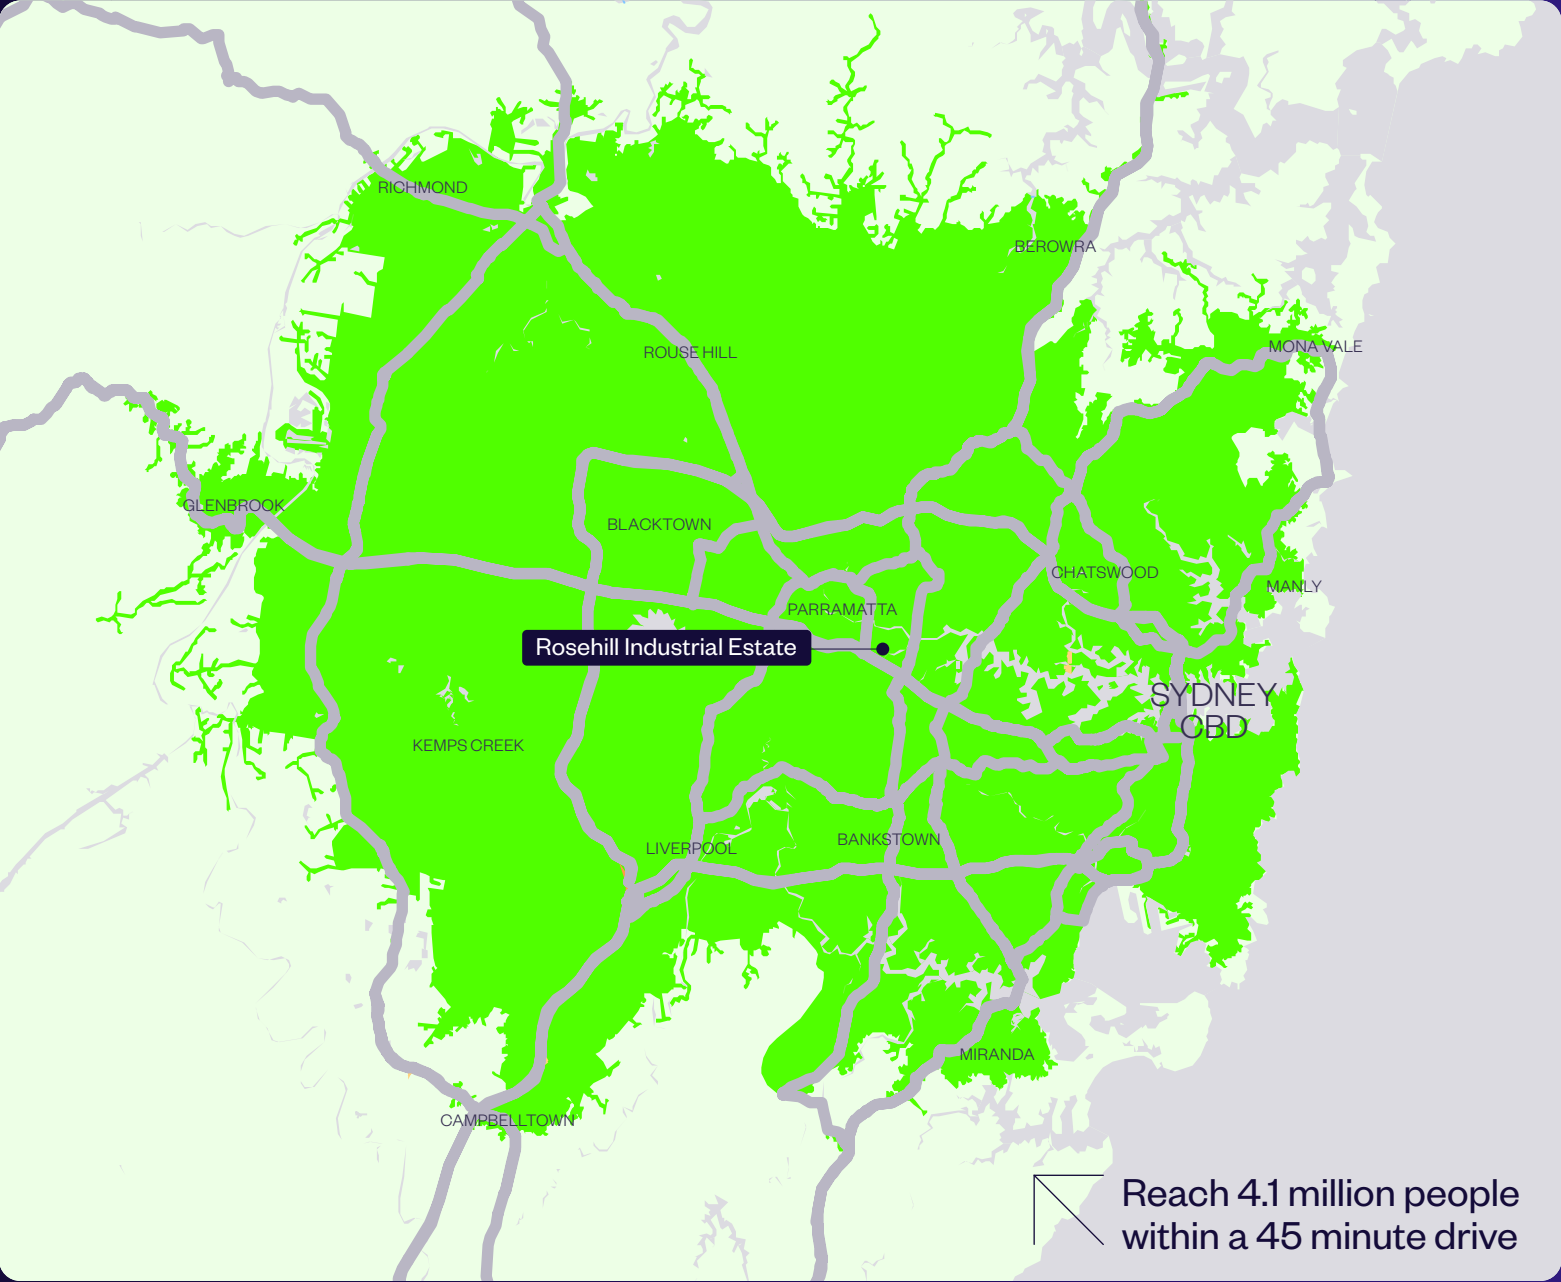 RICHMOND
BEROWRA
MONA VALE
ROUSE HILL
GLENBROOK
BLACKTOWN
CHATSWOOD
MANLY
PARRAMATTA
Rosehill Industrial Estate
SYDNEY
CBD
KEMPS CREEK
BANKSTOWN
LIVERPOOL
MIRANDA
CAMPBELLTOWN
Reach 4.1 million people
within a 45 minute drive